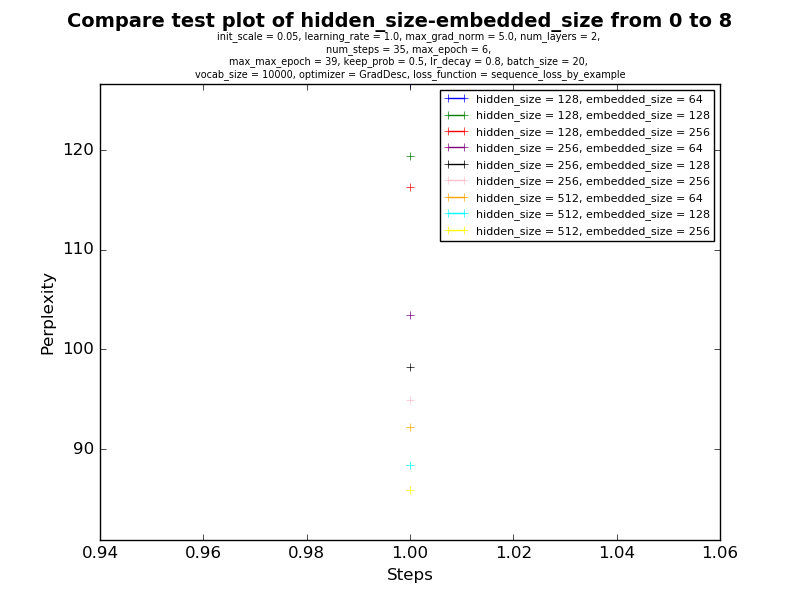 Compare test plot of hidden_size-embedded_size from 0 to 8
init_scale = 0.05, learning_rate = 1.0, max_grad_norm = 5.0, num_layers = 2,
num_steps = 35, max_epoch = 6,
max_max_epoch = 39, keep_prob = 0.5, lr_decay = 0.8, batch_size = 20,
vocab_size = 10000, optimizer = GradDesc, loss_function = sequence_loss_by_example
hidden_size = 128, embedded_size = 64
hidden_size = 128, embedded_size = 128
hidden_size = 128, embedded_size = 256
hidden_size = 256, embedded_size = 64
hidden_size = 256, embedded_size = 128
hidden_size = 256, embedded_size = 256
hidden_size = 512, embedded_size = 64
hidden_size = 512, embedded_size = 128
hidden_size = 512, embedded_size = 256
120
110
100
90
Perplexity
0.94 0.96 0.98 1.00 1.02 1.04 1.06
Steps